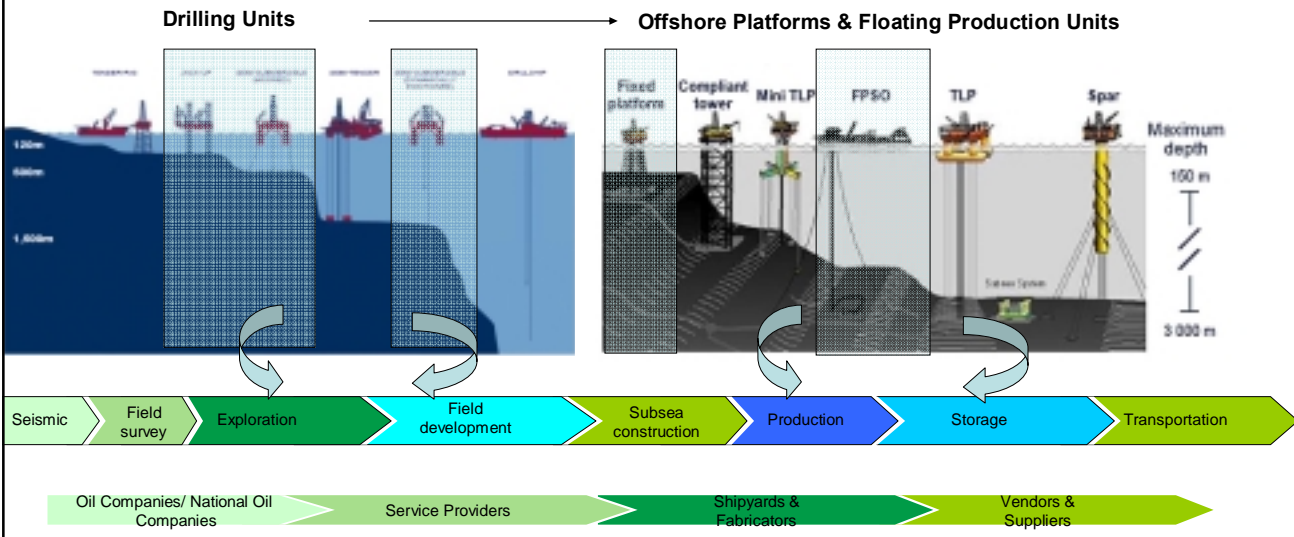 Drilling Units
Offshore Platforms & Floating Production Units
Fixed
platform
Compliant
tower
Mini TLP
FPSO
TLP
Spar
Maximum
depth
150 m
3 000 m
120m
1,500m
Subsea System
Seismic
Field
survey
Exploration
Field
development
Subsea
construction
Production
Storage
Transportation
Oil Companies/ National Oil
Companies
Service Providers
Shipyards &
Fabricators
Vendors &
Suppliers